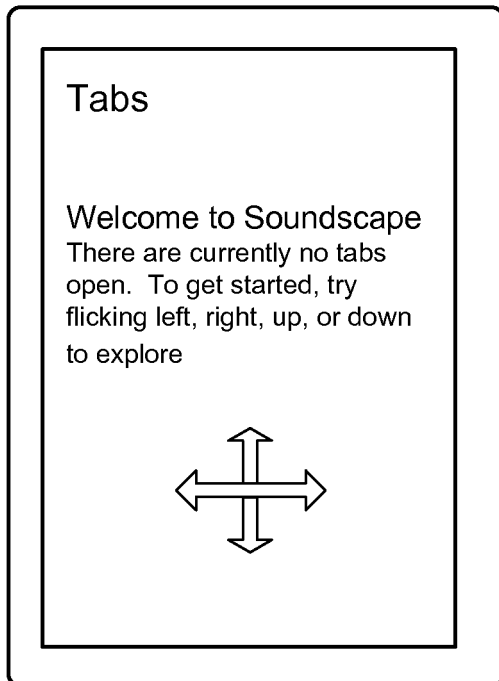 Tabs
Welcome to Soundscape
There are currently no tabs
open.  To get started, try
flicking left, right, up, or down
to explore